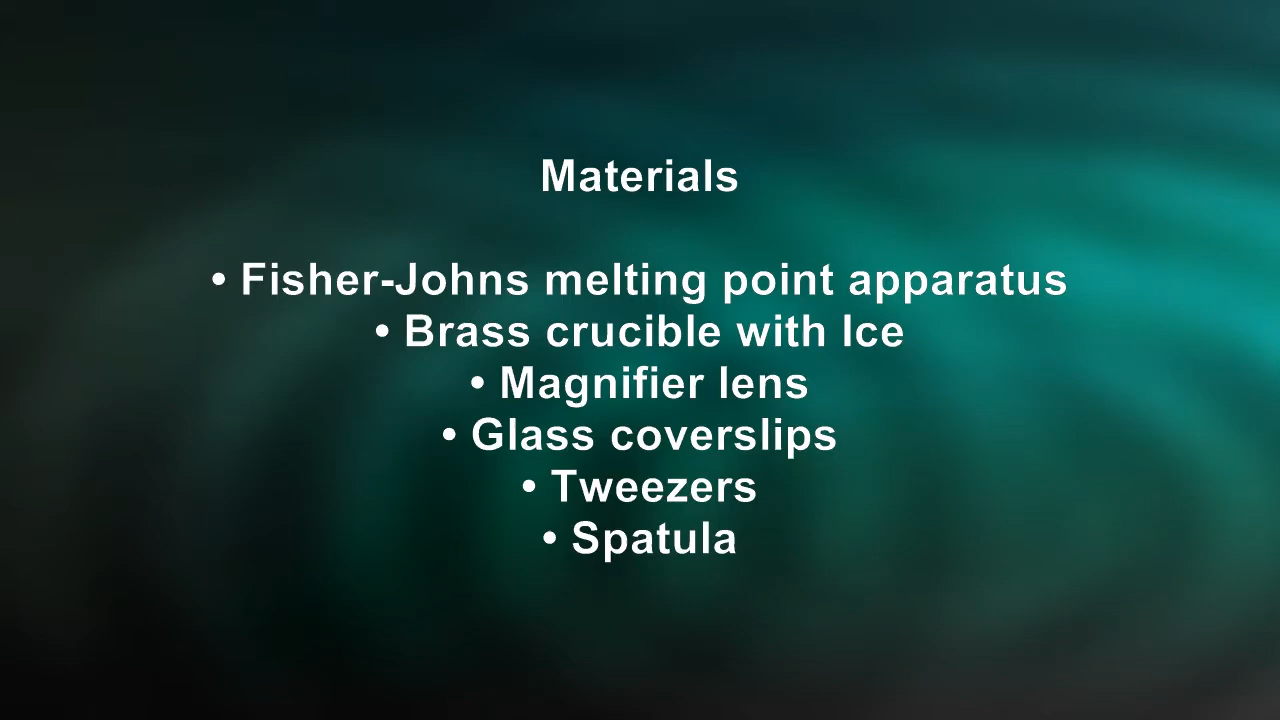 Materials
• Fisher-Johns melting point apparatus
• Brass crucible with Ice
• Magnifier lens
• Glass coverslips
• Tweezers
• Spatula